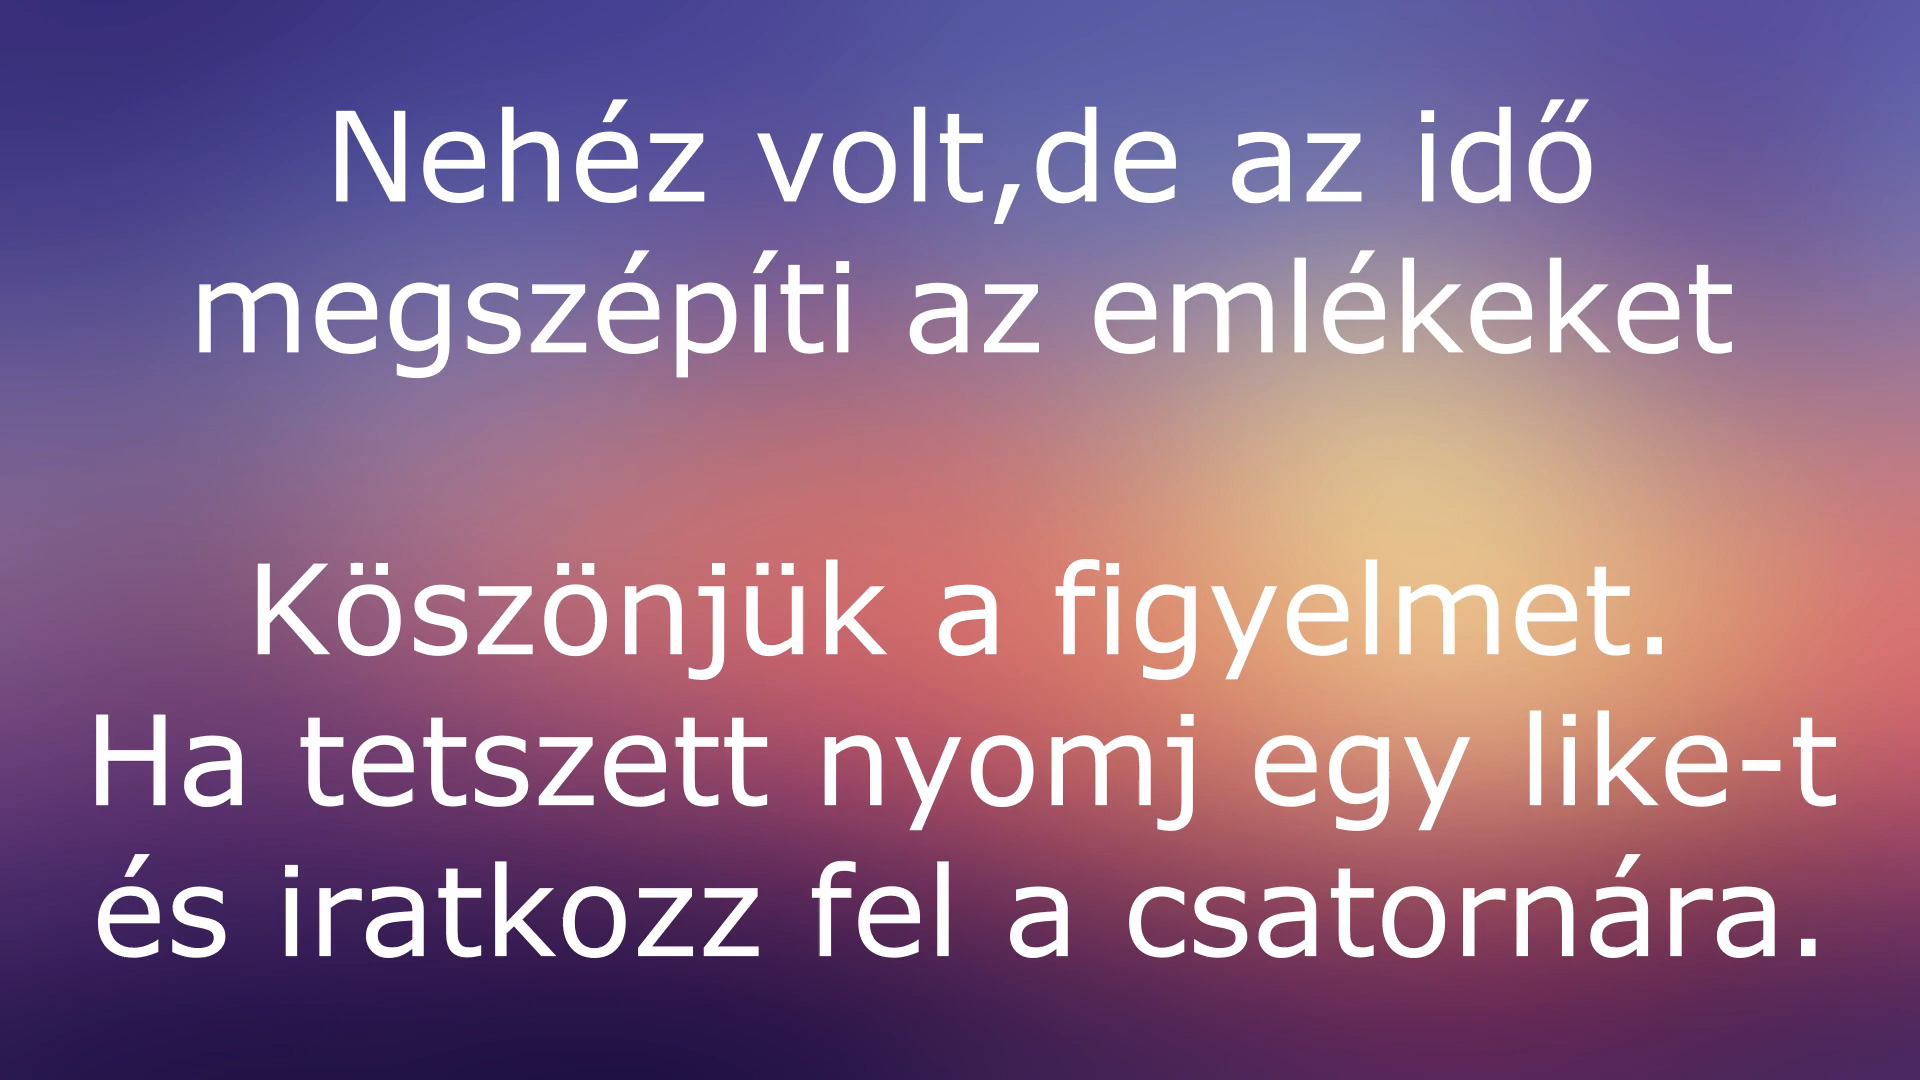 Nehéz volt,de az idő
megszépíti az emlékeket
Köszönjük a figyelmet.
Ha tetszett nyomj egy like-t
és iratkozz fel a csatornára.